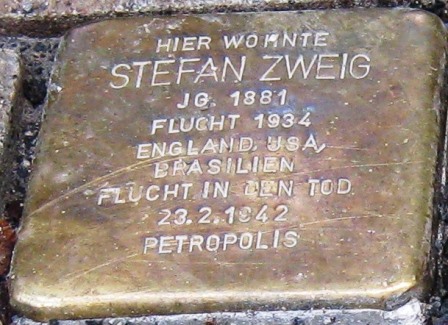 HIER WOHNTE
STEFAN ZWEIG
JG. 1881
FLUCHT 1934
ENGLAND, USA,
BRASILIEN
FLUCHT IN DEN TOD
23.2.1942
PETROPOLIS